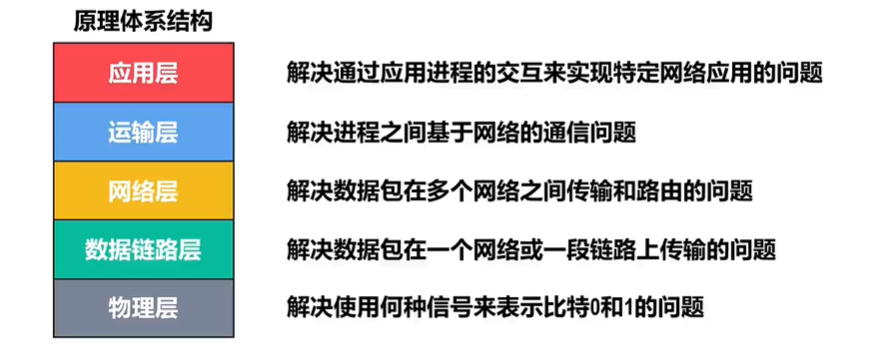 原理体系结构
应用层 解决通过应用进程的交互来实现特定网络应用的问题
运输层 解决进程之间基于网络的通信问题
网络层 解决数据包在多个网络之间传输和路由的问题
数据链路层 解决数据包在一个网络或一段链路上传输的问题
物理层 解决使用何种信号来表示比特0和1的问题